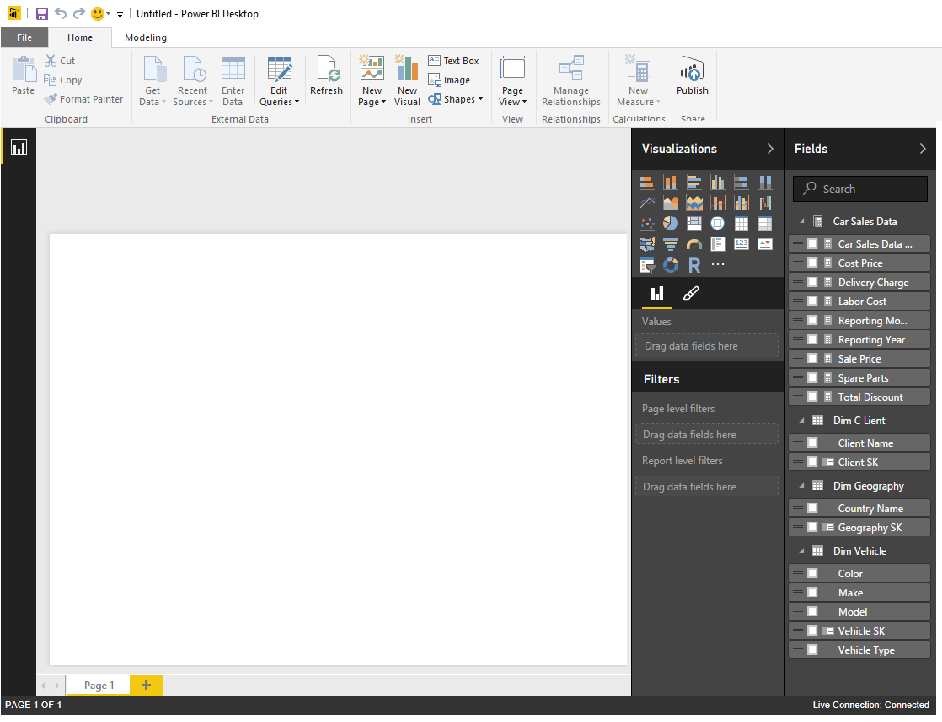 Untitled - Power BI Desktop
File Home Modeling
Paste
Cut
Copy
Format Painter
Clipboard
Get Data
Recent Sources
Enter Data
Edit Queries
Refresh
External Data
New Page
New Visual
Text Box
Image
Shapes
Insert
Page View
View
Manage Relationships
Relationships
New Measure
Calculations
Publish
Share
Visualizations
123
R
Values
Drag data fields here
Filters
Page level filters
Drag data fields here
Report level filters
Drag data fields here
Fields
Search
Car Sales Data
Car Sales Data ...
Cost Price
Delivery Charge
Labor Cost
Reporting Mo...
Reporting Year
Sale Price
Spare Parts
Total Discount
Dim C lient
Client Name
Client SK
Dim Geography
Country Name
Geography SK
Dim Vehicle
Color
Make
Model
Vehicle SK
Vehicle Type
Page 1
PAGE 1 OF 1
Live Connection: Connected